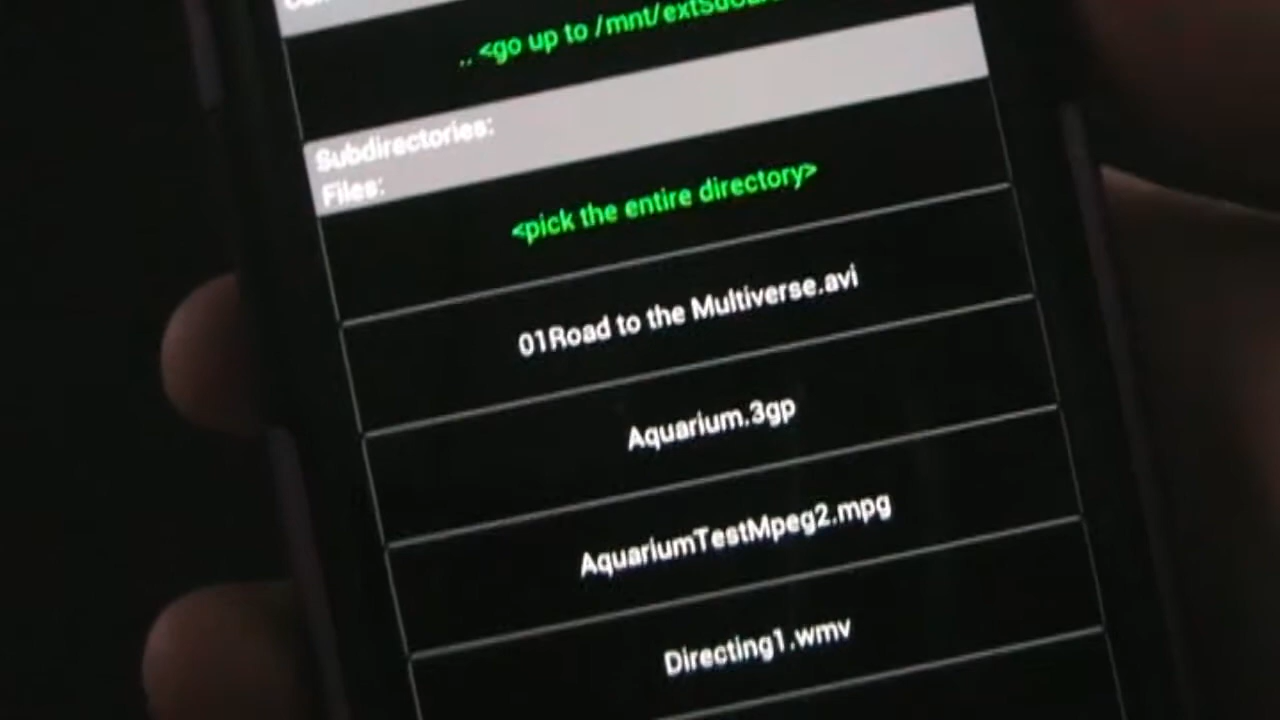 .. <go up to /mnt/
Subdirectories:
Files:
<pick the entire directory>
01Road to the Multiverse.avi
Aquarium.3gp
AquariumTestMpeg2.mpg
Directing1.wmv